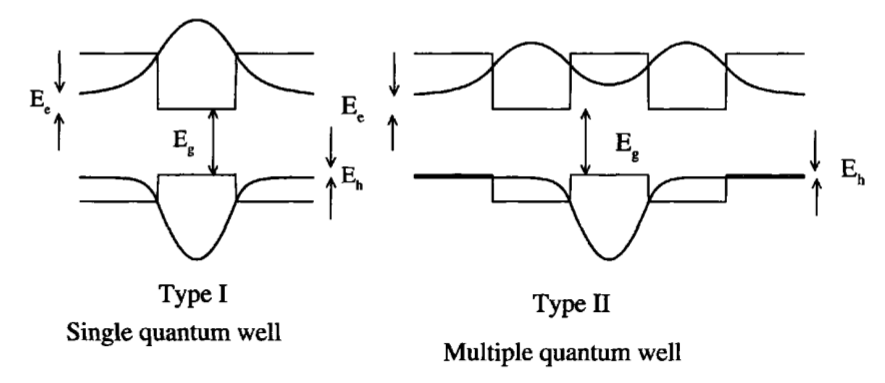 E_e
E_g
E_h
Type I
Single quantum well
E_e
E_g
E_h
Type II
Multiple quantum well